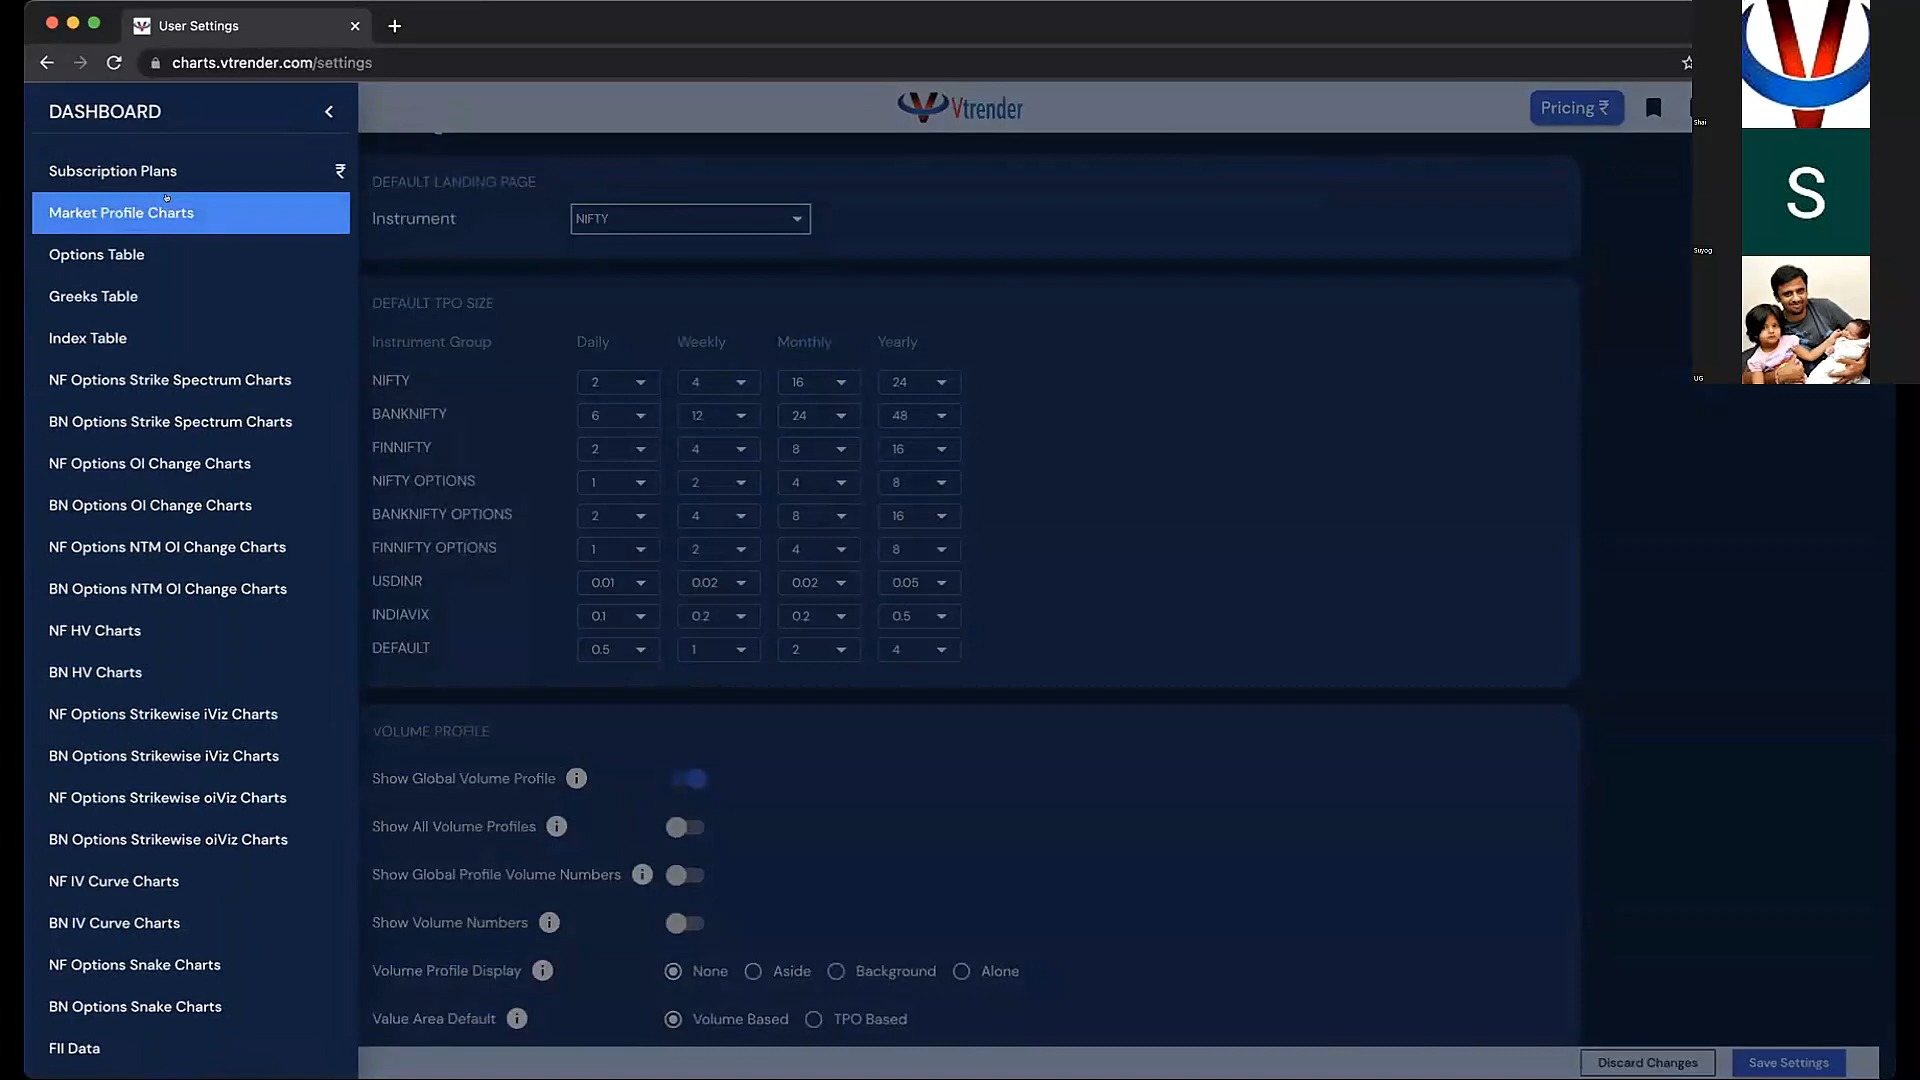 User Settings
charts.vtrender.com/settings
DASHBOARD
Vtrender
Pricing ₹
Subscription Plans ₹
Market Profile Charts
Options Table
Greeks Table
Index Table
NF Options Strike Spectrum Charts
BN Options Strike Spectrum Charts
NF Options OI Change Charts
BN Options OI Change Charts
NF Options NTM OI Change Charts
BN Options NTM OI Change Charts
NF HV Charts
BN HV Charts
NF Options Strikewise iViz Charts
BN Options Strikewise iViz Charts
NF Options Strikewise oiViz Charts
BN Options Strikewise oiViz Charts
NF IV Curve Charts
BN IV Curve Charts
NF Options Snake Charts
BN Options Snake Charts
FII Data
DEFAULT LANDING PAGE
Instrument NIFTY
DEFAULT TPO SIZE
Instrument Group Daily Weekly Monthly Yearly
NIFTY 2 4 16 24
BANKNIFTY 6 12 24 48
FINNIFTY 2 4 8 16
NIFTY OPTIONS 1 2 4 8
BANKNIFTY OPTIONS 2 4 8 16
FINNIFTY OPTIONS 1 2 4 8
USDINR 0.01 0.02 0.02 0.05
INDIAVIX 0.1 0.2 0.2 0.5
DEFAULT 0.5 1 2 4
VOLUME PROFILE
Show Global Volume Profile i
Show All Volume Profiles i
Show Global Profile Volume Numbers i
Show Volume Numbers i
Volume Profile Display i None Aside Background Alone
Value Area Default i Volume Based TPO Based
Discard Changes Save Settings
V
Shai
S
Suyog
UG